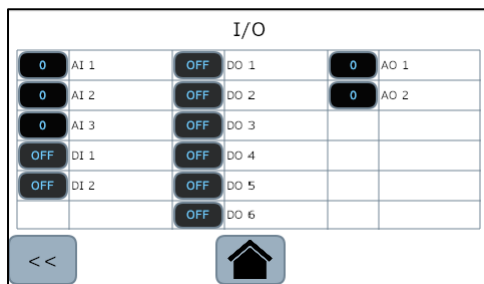 I/O
0 AI 1 OFF DO 1 0 AO 1
0 AI 2 OFF DO 2 0 AO 2
0 AI 3 OFF DO 3
OFF DI 1 OFF DO 4
OFF DI 2 OFF DO 5
OFF DO 6
<<